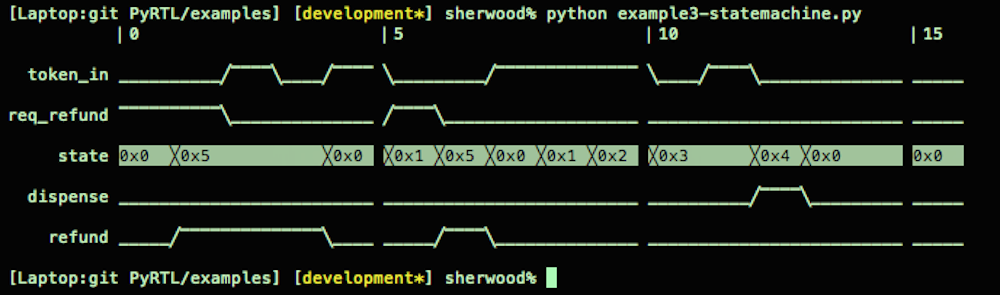 [Laptop:git PyRTL/examples] [development*] sherwood% python example3-statemachine.py
|0 |5 |10 |15
token_in
req_refund
state 0x0 0x5 0x0 0x1 0x5 0x0 0x1 0x2 0x3 0x4 0x0 0x0
dispense
refund
[Laptop:git PyRTL/examples] [development*] sherwood%